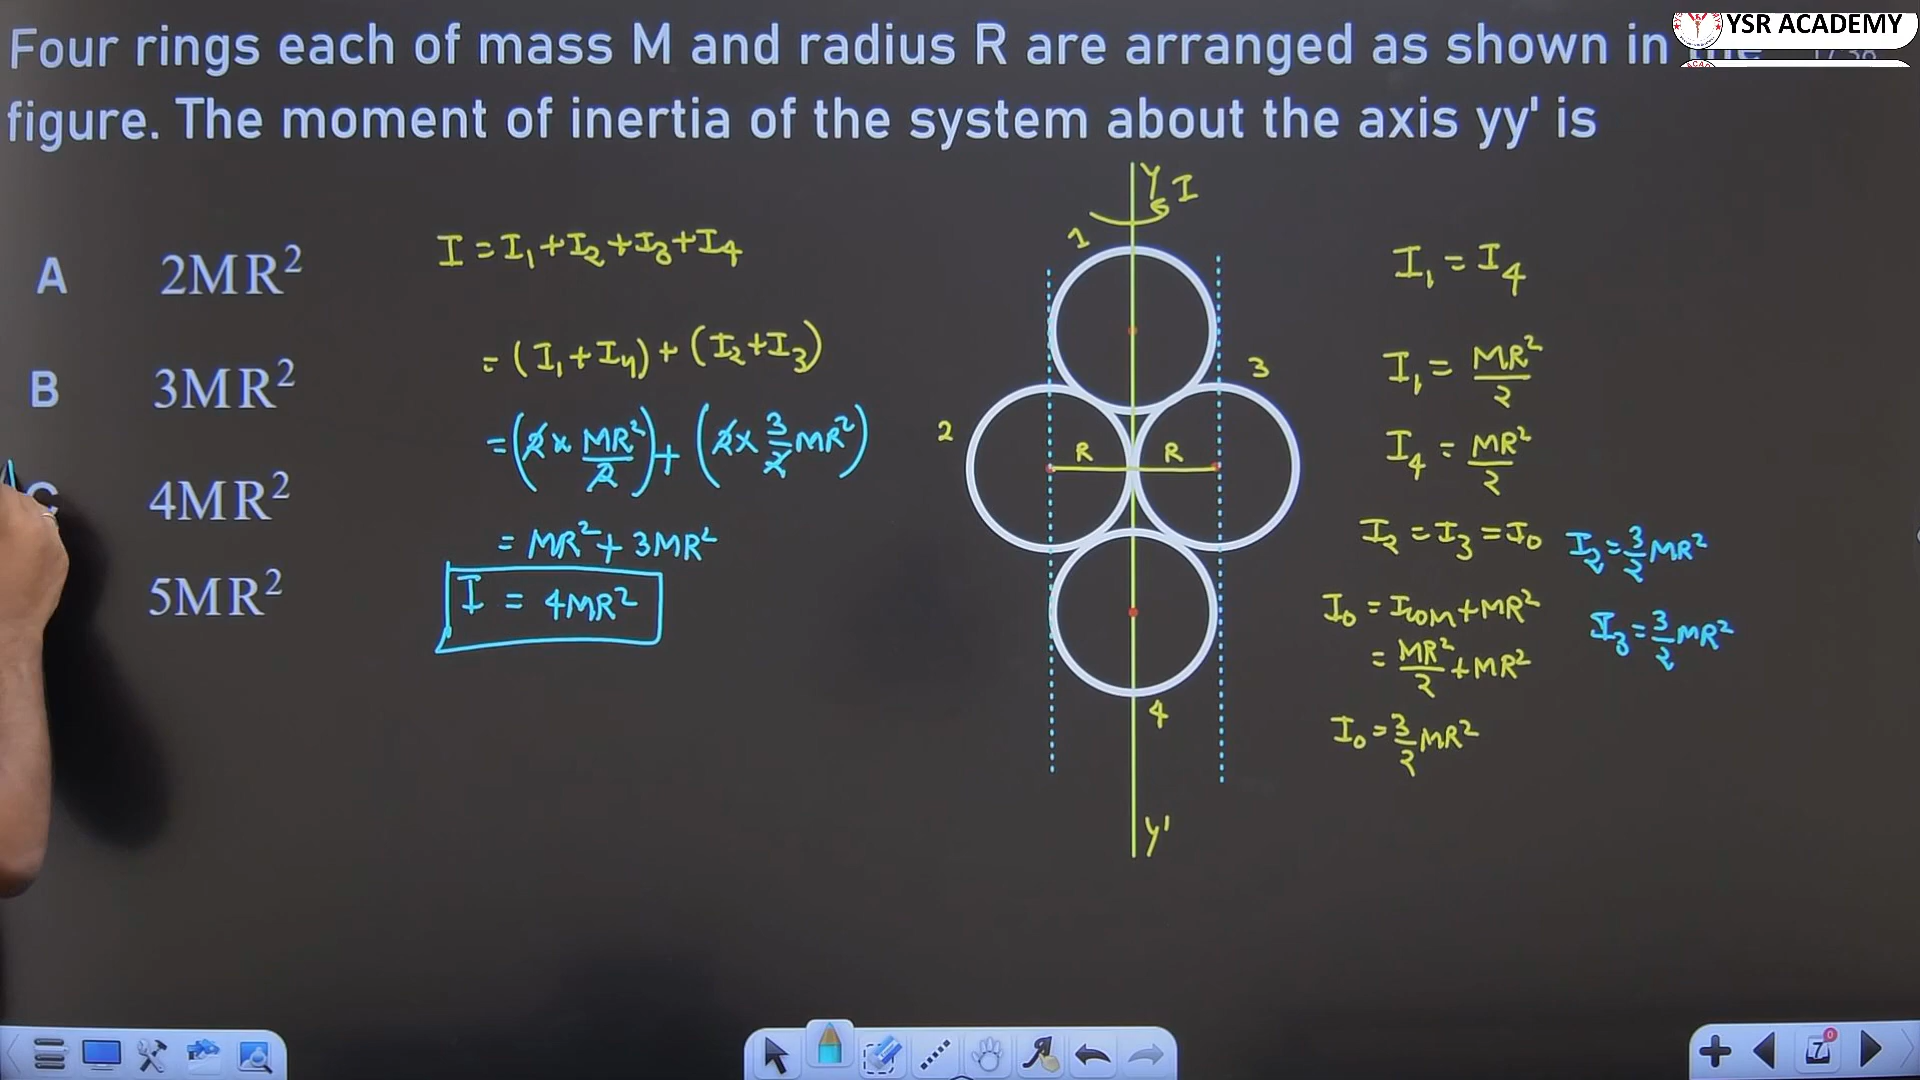 Four rings each of mass M and radius R are arranged as shown in
YSR ACADEMY
figure. The moment of inertia of the system about the axis yy' is
A 2MR²
B 3MR²
C 4MR²
5MR²
I = I₁ + I₂ + I₃ + I₄
= (I₁ + I₄) + (I₂ + I₃)
= (2 × MR²/2) + (2 × 3/2 MR²)
= MR² + 3MR²
I = 4MR²
Y I
1
2
3
R R
4
Y'
I₁ = I₄
I₁ = MR²/2
I₄ = MR²/2
I₂ = I₃ = I₀
I₀ = ICOM + MR²
= MR²/2 + MR²
I₀ = 3/2 MR²
I₂ = 3/2 MR²
I₃ = 3/2 MR²
7
0